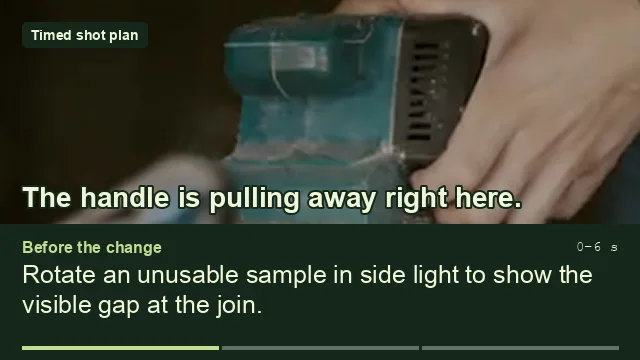 Timed shot plan
The handle is pulling away right here.
Before the change
0–6 s
Rotate an unusable sample in side light to show the
visible gap at the join.